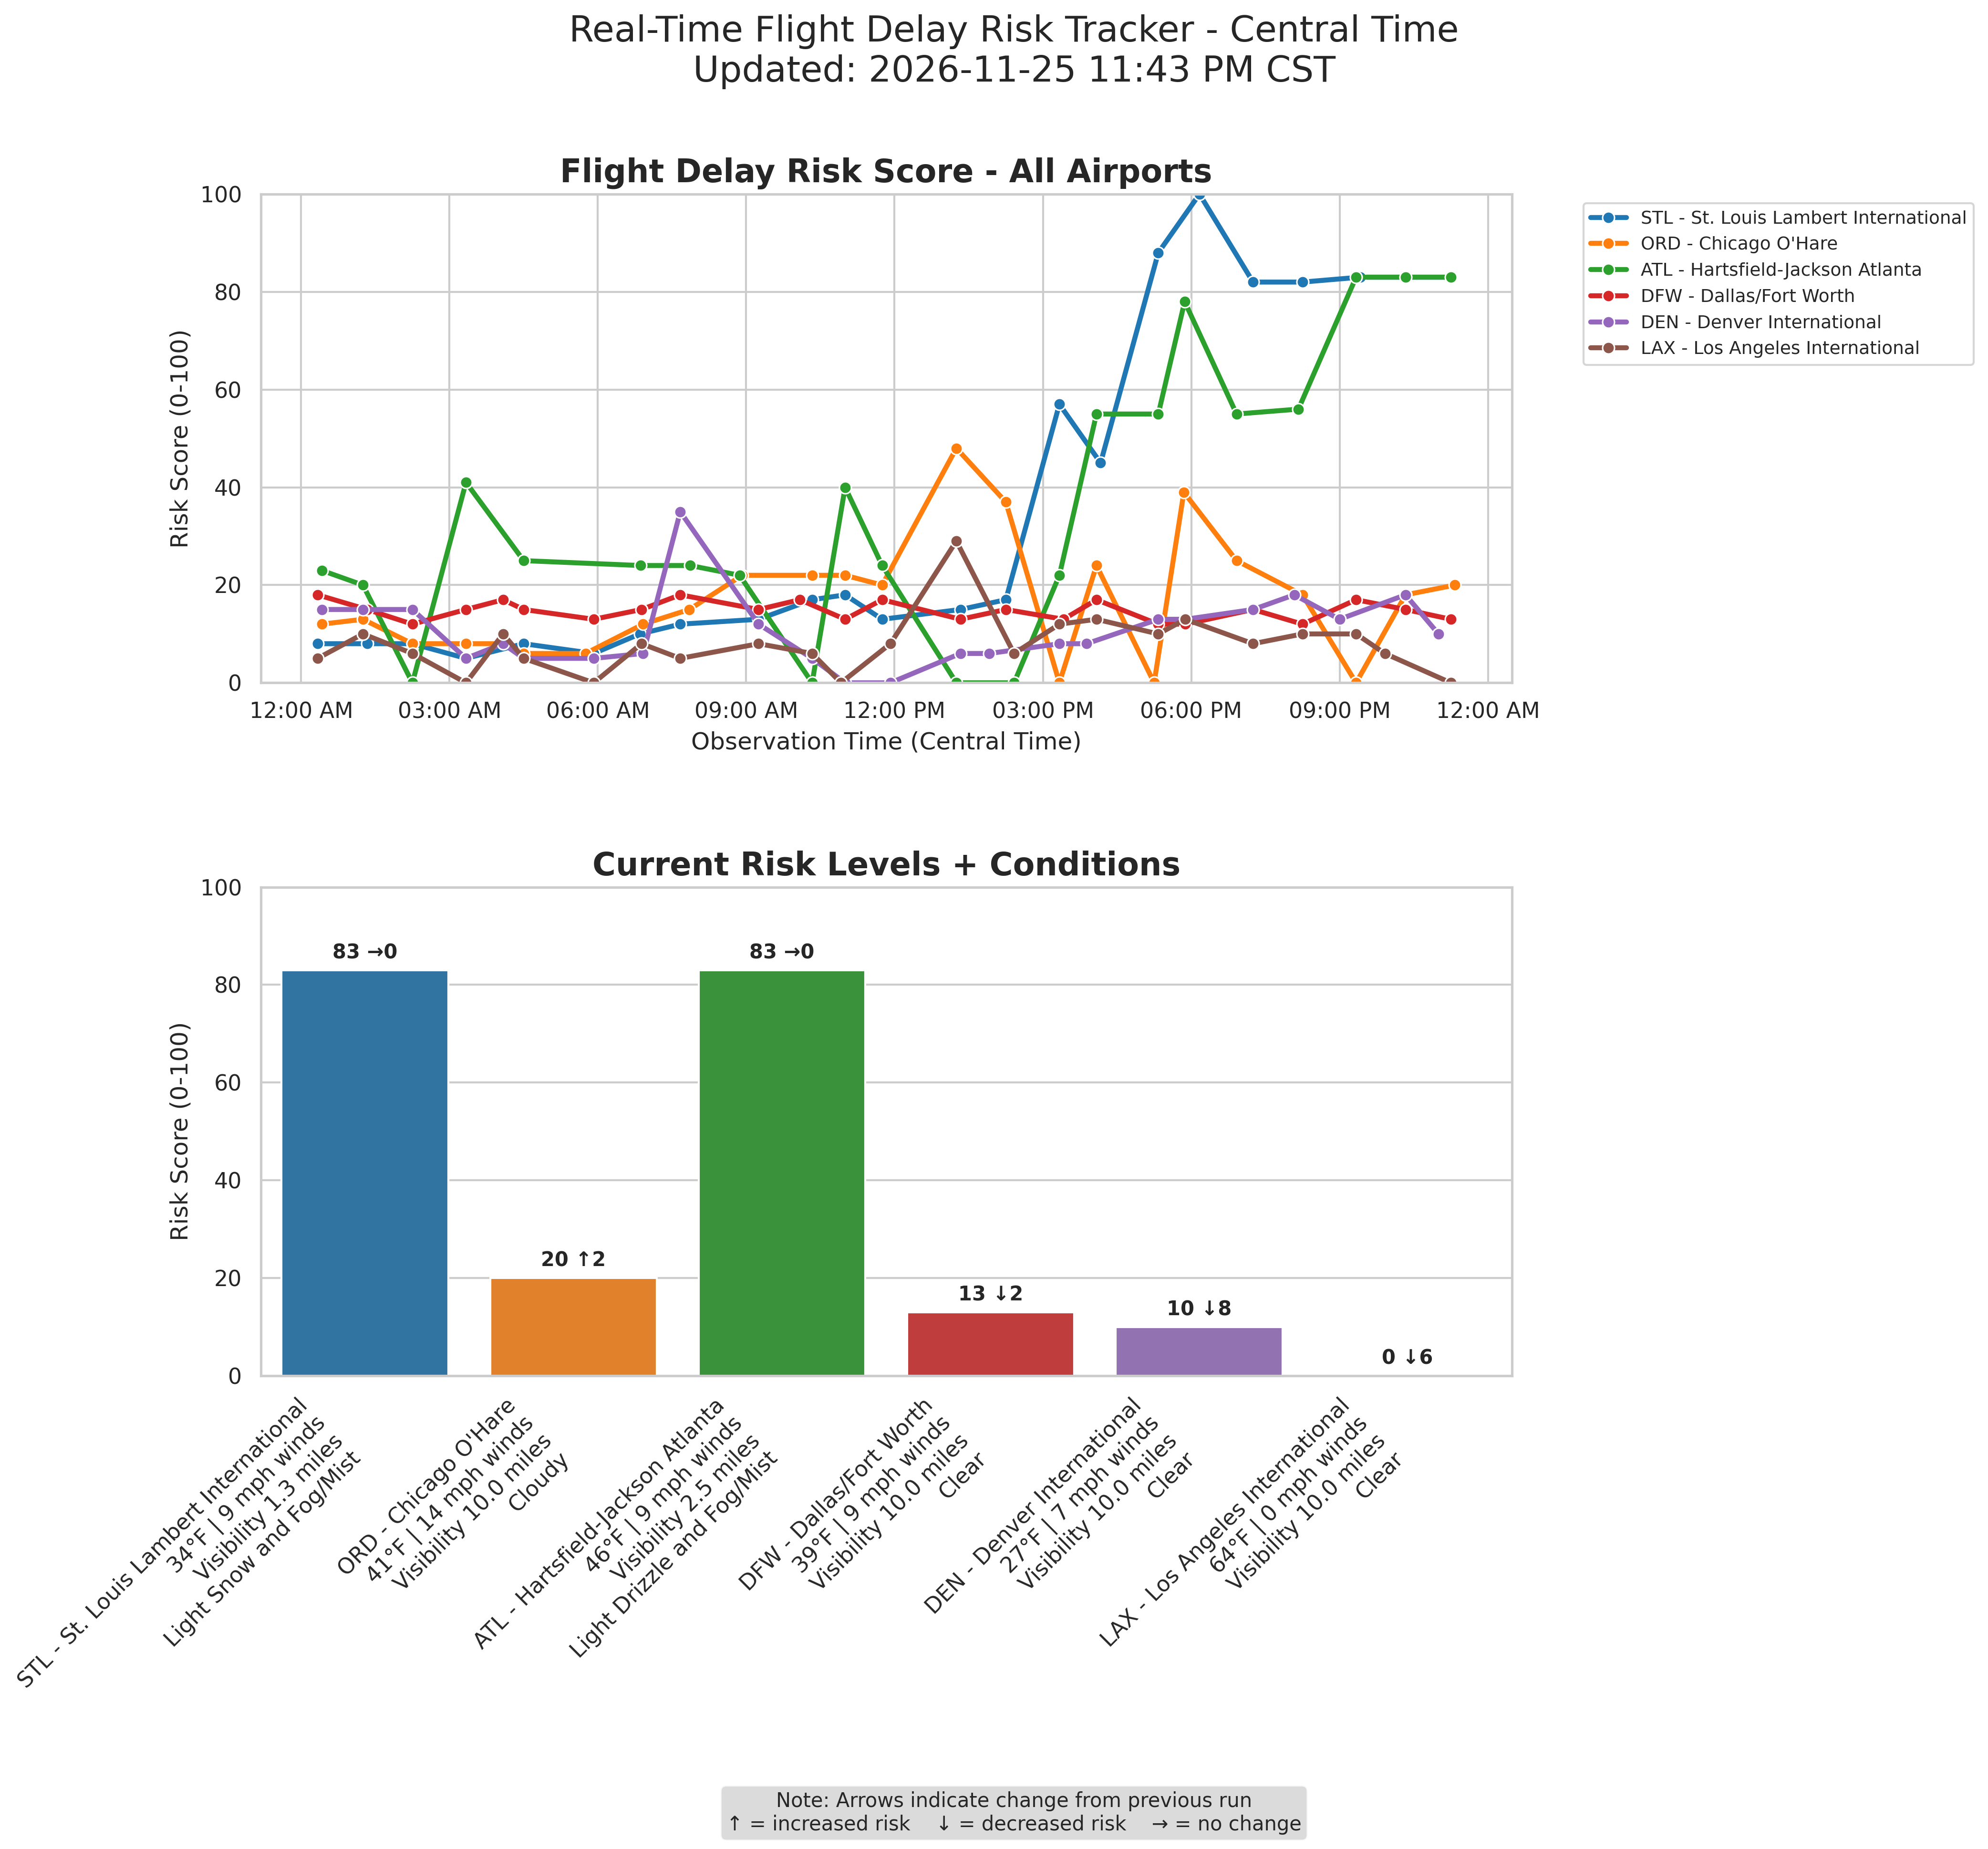 Real-Time Flight Delay Risk Tracker - Central Time
Updated: 2026-11-25 11:43 PM CST
Flight Delay Risk Score - All Airports
Risk Score (0-100)
100
80
60
40
20
0
12:00 AM
03:00 AM
06:00 AM
09:00 AM
12:00 PM
03:00 PM
06:00 PM
09:00 PM
12:00 AM
Observation Time (Central Time)
STL - St. Louis Lambert International
ORD - Chicago O'Hare
ATL - Hartsfield-Jackson Atlanta
DFW - Dallas/Fort Worth
DEN - Denver International
LAX - Los Angeles International
Current Risk Levels + Conditions
Risk Score (0-100)
100
80
60
40
20
0
83 →0
20 ↑2
83 →0
13 ↓2
10 ↓8
0 ↓6
STL - St. Louis Lambert International
34°F | 9 mph winds
Visibility 1.3 miles
Light Snow and Fog/Mist
ORD - Chicago O'Hare
41°F | 14 mph winds
Visibility 10.0 miles
Cloudy
ATL - Hartsfield-Jackson Atlanta
46°F | 9 mph winds
Visibility 2.5 miles
Light Drizzle and Fog/Mist
DFW - Dallas/Fort Worth
39°F | 9 mph winds
Visibility 10.0 miles
Clear
DEN - Denver International
27°F | 7 mph winds
Visibility 10.0 miles
Clear
LAX - Los Angeles International
64°F | 0 mph winds
Visibility 10.0 miles
Clear
Note: Arrows indicate change from previous run
↑ = increased risk ↓ = decreased risk → = no change